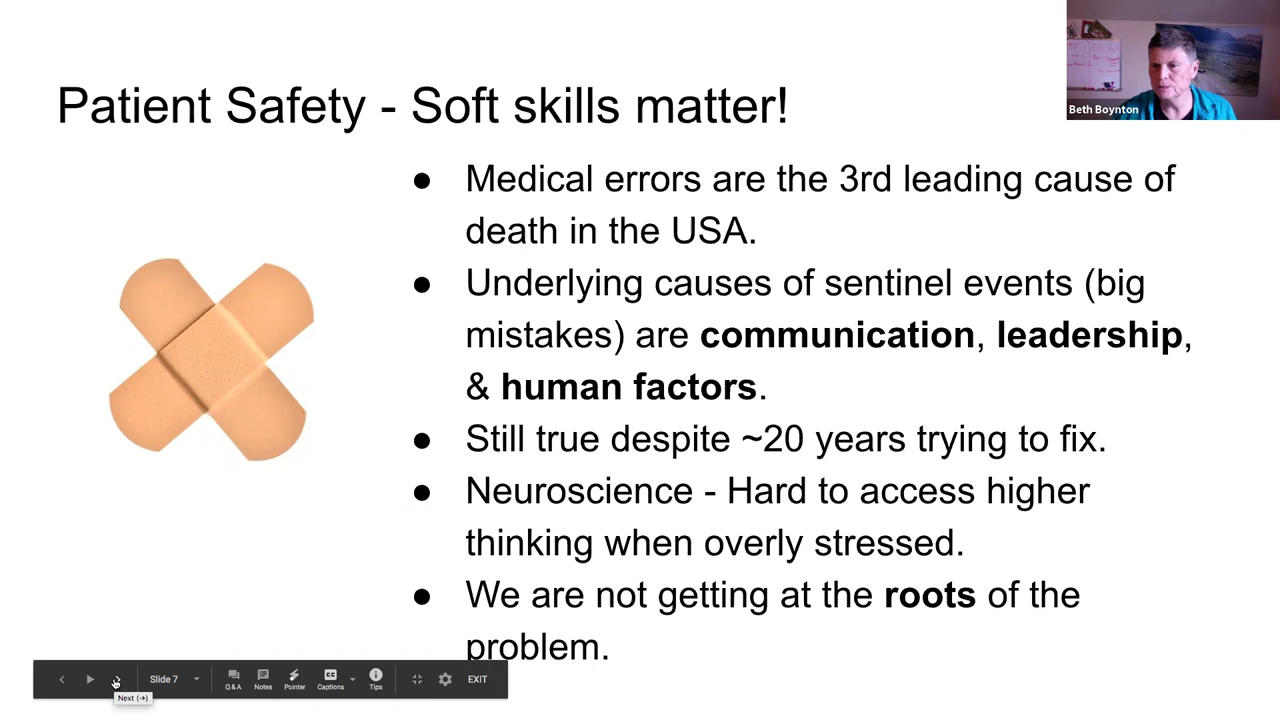 Patient Safety - Soft skills matter!
Beth Boynton
● Medical errors are the 3rd leading cause of
death in the USA.
● Underlying causes of sentinel events (big
mistakes) are communication, leadership,
& human factors.
● Still true despite ~20 years trying to fix.
● Neuroscience - Hard to access higher
thinking when overly stressed.
● We are not getting at the roots of the
problem.
Slide 7
Q&A
Notes
Pointer
CC
Captions
Tips
EXIT
Next (→)